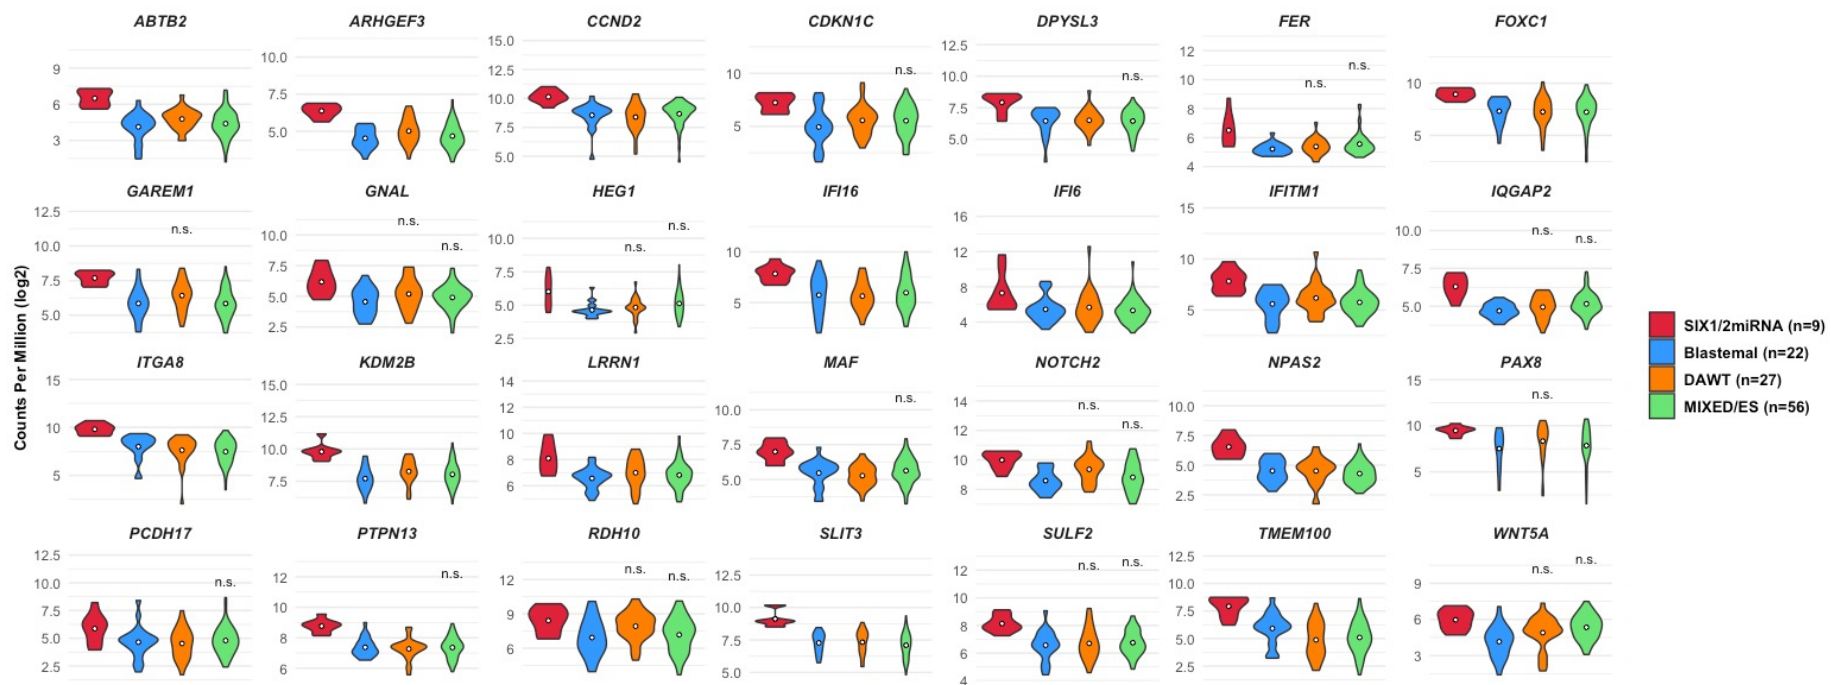 ABTB2 ARHGEF3 CCND2 CDKN1C DPYSL3 FER FOXC1
9 6 3
10.0 7.5 5.0
15.0 12.5 10.0 7.5 5.0
10 5 n.s.
12.5 10.0 7.5 5.0 n.s.
12 10 8 6 4 n.s. n.s.
10 5
GAREM1 GNAL HEG1 IFI16 IFI6 IFITM1 IQGAP2
12.5 10.0 7.5 5.0 n.s.
10.0 7.5 5.0 2.5 n.s. n.s.
10.0 7.5 5.0 2.5 n.s. n.s.
10 5
16 12 8 4
15 10 5
10.0 7.5 5.0 n.s. n.s.
Counts Per Million (log2)
ITGA8 KDM2B LRRN1 MAF NOTCH2 NPAS2 PAX8
15 10 5
15.0 12.5 10.0 7.5
14 12 10 8 6
10.0 7.5 5.0 n.s.
14 12 10 8 n.s. n.s.
10.0 7.5 5.0 2.5
15 10 5 n.s.
PCDH17 PTPN13 RDH10 SLIT3 SULF2 TMEM100 WNT5A
12.5 10.0 7.5 5.0 2.5 n.s.
12 10 8 6 n.s.
12 9 6 n.s. n.s.
12.5 10.0 7.5 5.0
12 10 8 6 4 n.s. n.s.
12.5 10.0 7.5 5.0 2.5
9 6 3 n.s. n.s.
SIX1/2miRNA (n=9)
Blastemal (n=22)
DAWT (n=27)
MIXED/ES (n=56)